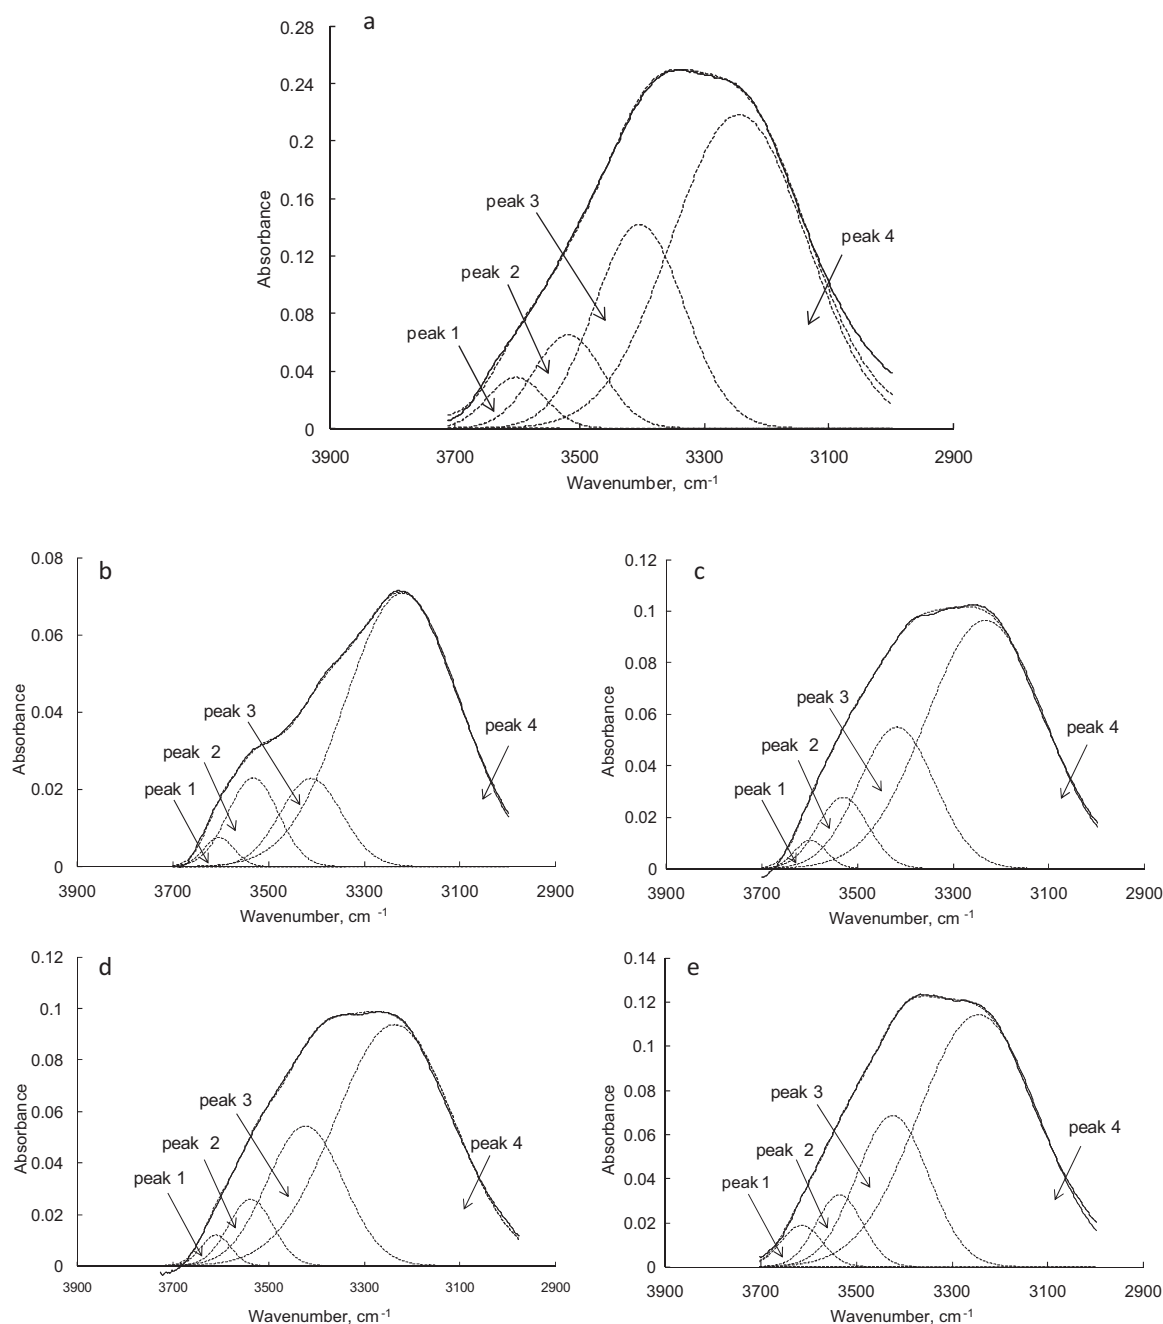 a
0.28
0.24
0.2
0.16
0.12
0.08
0.04
0
Absorbance
peak 3
peak 2
peak 1
peak 4
3900 3700 3500 3300 3100 2900
Wavenumber, cm-1
b
0.08
0.06
0.04
0.02
0
Absorbance
peak 3
peak 2
peak 1
peak 4
3900 3700 3500 3300 3100 2900
Wavenumber, cm -1
c
0.12
0.1
0.08
0.06
0.04
0.02
0
Absorbance
peak 3
peak 2
peak 1
peak 4
3900 3700 3500 3300 3100 2900
Wavenumber, cm-1
d
0.12
0.1
0.08
0.06
0.04
0.02
0
Absorbance
peak 3
peak 2
peak 1
peak 4
3900 3700 3500 3300 3100 2900
Wavenumber, cm-1
e
0.14
0.12
0.1
0.08
0.06
0.04
0.02
0
Absorbance
peak 3
peak 2
peak 1
peak 4
3900 3700 3500 3300 3100 2900
Wavenumber, cm-1